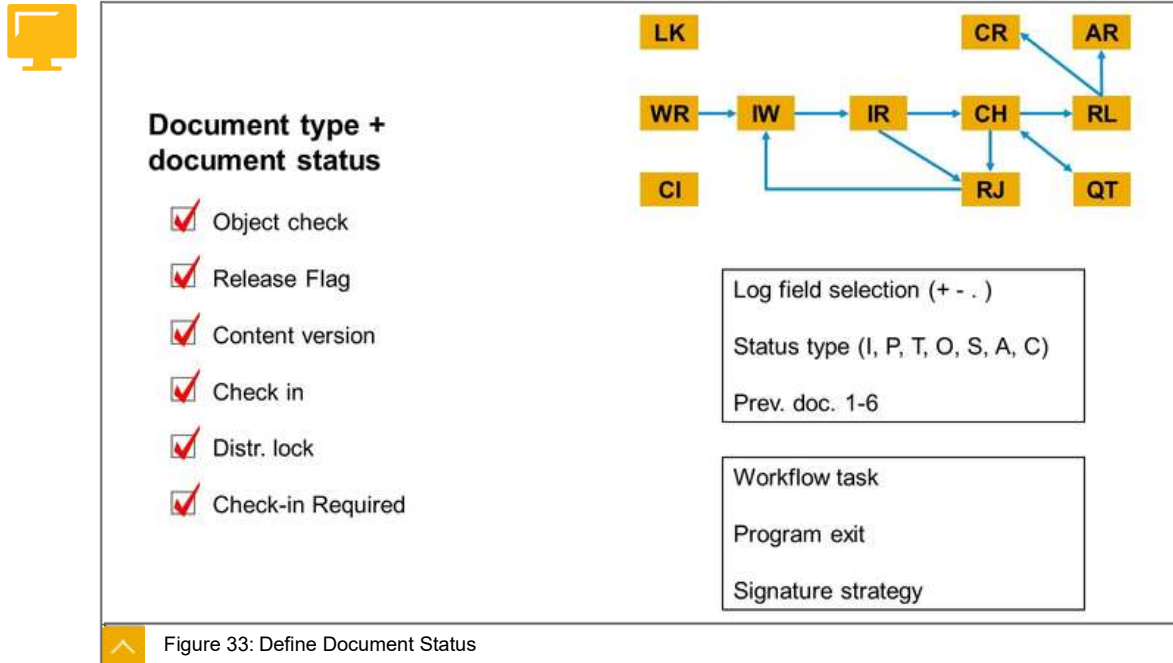 LK
CR
AR
WR
IW
IR
CH
RL
CI
RJ
QT
Document type +
document status
Object check
Release Flag
Content version
Check in
Distr. lock
Check-in Required
Log field selection (+ - . )
Status type (I, P, T, O, S, A, C)
Prev. doc. 1-6
Workflow task
Program exit
Signature strategy
Figure 33: Define Document Status